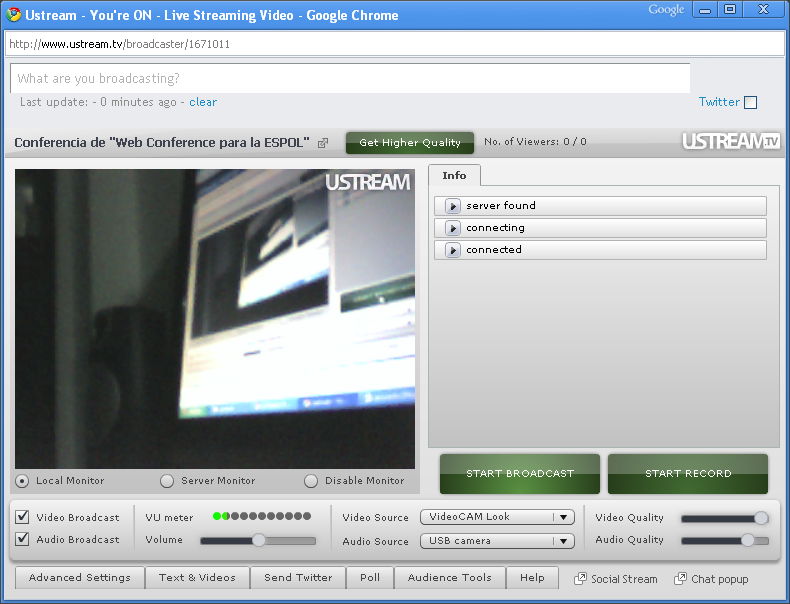 Ustream - You're ON - Live Streaming Video - Google Chrome
Google
http://www.ustream.tv/broadcaster/1671011
What are you broadcasting?
Last update: - 0 minutes ago - clear
Twitter
Conferencia de "Web Conference para la ESPOL"
Get Higher Quality
No. of Viewers: 0 / 0
USTREAM.TV
USTREAM
Info
server found
connecting
connected
Local Monitor
Server Monitor
Disable Monitor
START BROADCAST
START RECORD
Video Broadcast
VU meter
Video Source
VideoCAM Look
Video Quality
Audio Broadcast
Volume
Audio Source
USB camera
Audio Quality
Advanced Settings
Text & Videos
Send Twitter
Poll
Audience Tools
Help
Social Stream
Chat popup